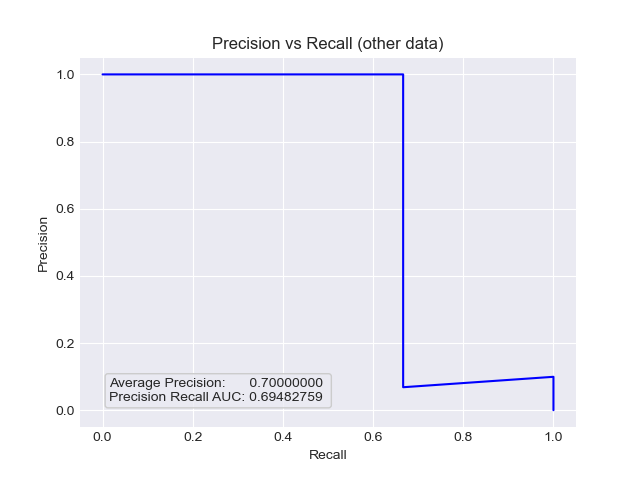 Precision vs Recall (other data)
Precision
1.0
0.8
0.6
0.4
0.2
0.0
Average Precision: 0.70000000
Precision Recall AUC: 0.69482759
0.0 0.2 0.4 0.6 0.8 1.0
Recall